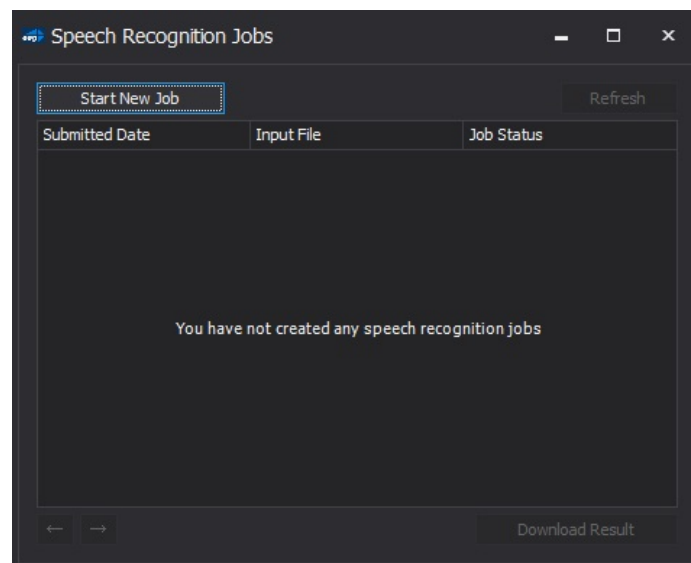 Speech Recognition Jobs
Start New Job
Refresh
Submitted Date Input File Job Status
You have not created any speech recognition jobs
← →
Download Result